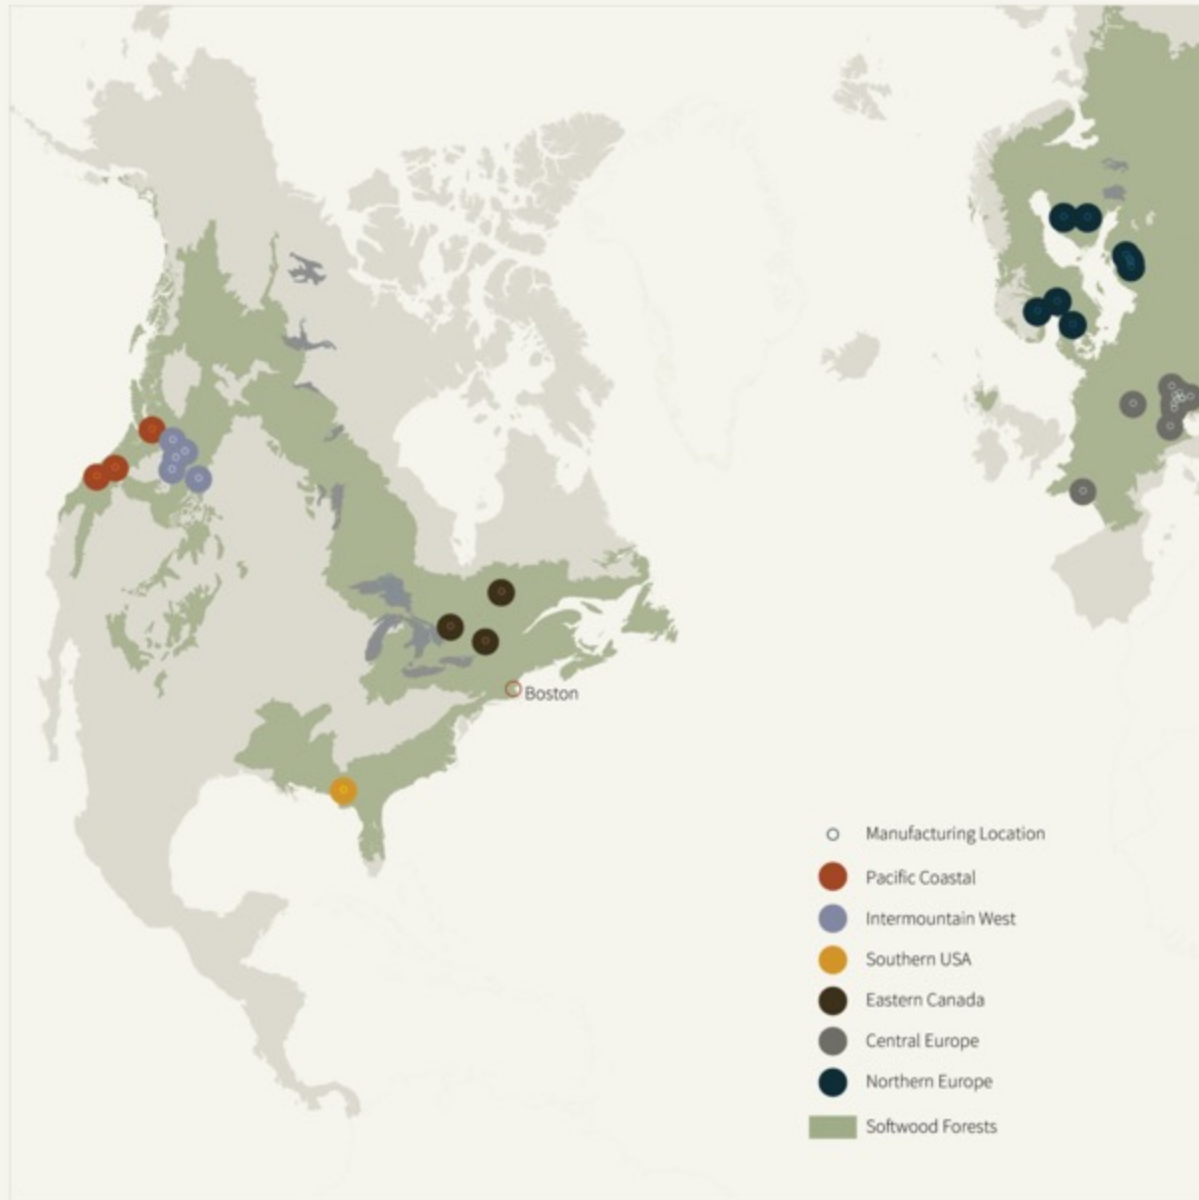 Boston
Manufacturing Location
Pacific Coastal
Intermountain West
Southern USA
Eastern Canada
Central Europe
Northern Europe
Softwood Forests